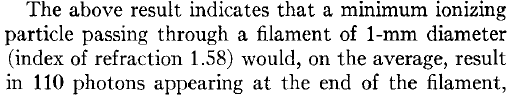 The above result indicates that a minimum ionizing
particle passing through a filament of 1-mm diameter
(index of refraction 1.58) would, on the average, result
in 110 photons appearing at the end of the filament,